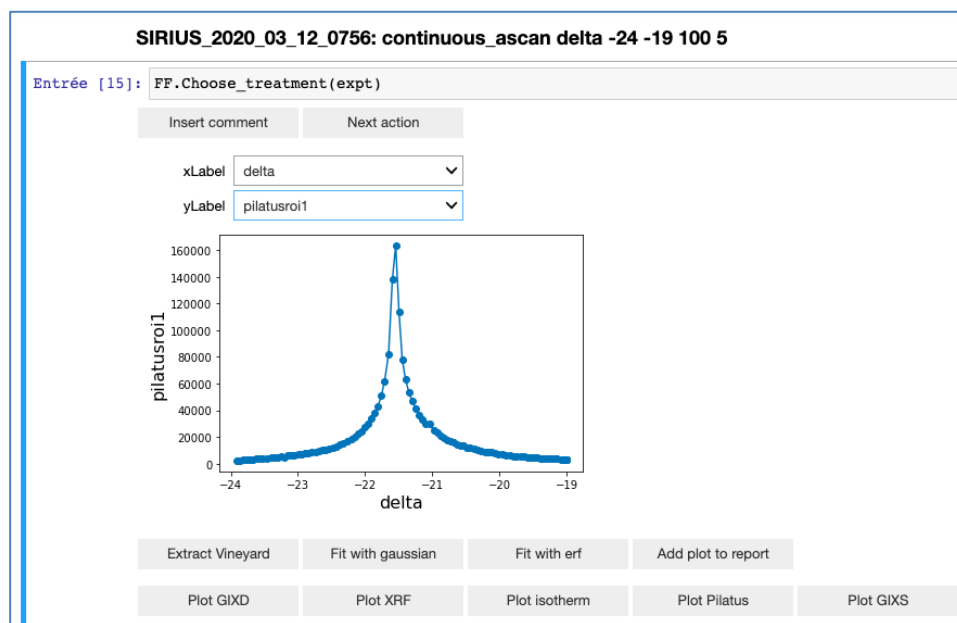 SIRIUS_2020_03_12_0756: continuous_ascan delta -24 -19 100 5
Entrée [15]: FF.Choose_treatment(expt)
Insert comment Next action
xLabel delta
yLabel pilatusroi1
160000
140000
120000
100000
80000
60000
40000
20000
0
pilatusroi1
−24 −23 −22 −21 −20 −19
delta
Extract Vineyard Fit with gaussian Fit with erf Add plot to report
Plot GIXD Plot XRF Plot isotherm Plot Pilatus Plot GIXS